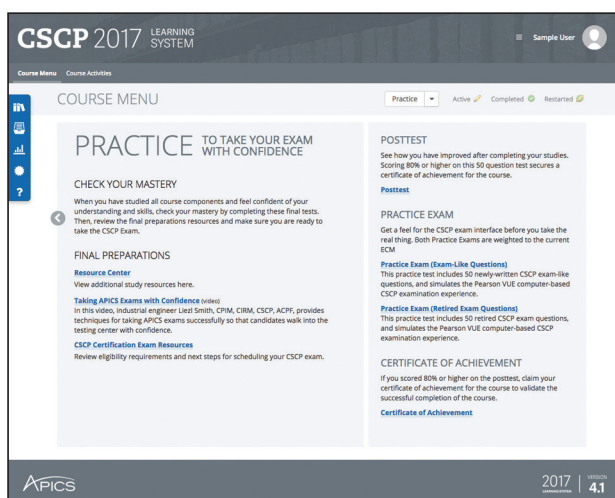 CSCP 2017 LEARNING
SYSTEM
Sample User
Course Menu Course Activities
COURSE MENU
Practice
Active
Completed
Restarted
PRACTICE TO TAKE YOUR EXAM
WITH CONFIDENCE
CHECK YOUR MASTERY
When you have studied all course components and feel confident of your
understanding and skills, check your mastery by completing these final tests.
Then, review the final preparations resources and make sure you are ready to
take the CSCP Exam.
FINAL PREPARATIONS
Resource Center
View additional study resources here.
Taking APICS Exams with Confidence (video)
In this video, industrial engineer Liezl Smith, CPIM, CIRM, CSCP, ACPF, provides
techniques for taking APICS exams successfully so that candidates walk into the
testing center with confidence.
CSCP Certification Exam Resources
Review eligibility requirements and next steps for scheduling your CSCP exam.
POSTTEST
See how you have improved after completing your studies.
Scoring 80% or higher on this 50 question test secures a
certificate of achievement for the course.
Posttest
PRACTICE EXAM
Get a feel for the CSCP exam interface before you take the
real thing. Both Practice Exams are weighted to the current
ECM
Practice Exam (Exam-Like Questions)
This practice test includes 50 newly-written CSCP exam-like
questions, and simulates the Pearson VUE computer-based
CSCP examination experience.
Practice Exam (Retired Exam Questions)
This practice test includes 50 retired CSCP exam questions,
and simulates the Pearson VUE computer-based CSCP
examination experience.
CERTIFICATE OF ACHIEVEMENT
If you scored 80% or higher on the posttest, claim your
certificate of achievement for the course to validate the
successful completion of the course.
Certificate of Achievement
?
APICS
2017
LEARNING SYSTEM
VERSION
4.1